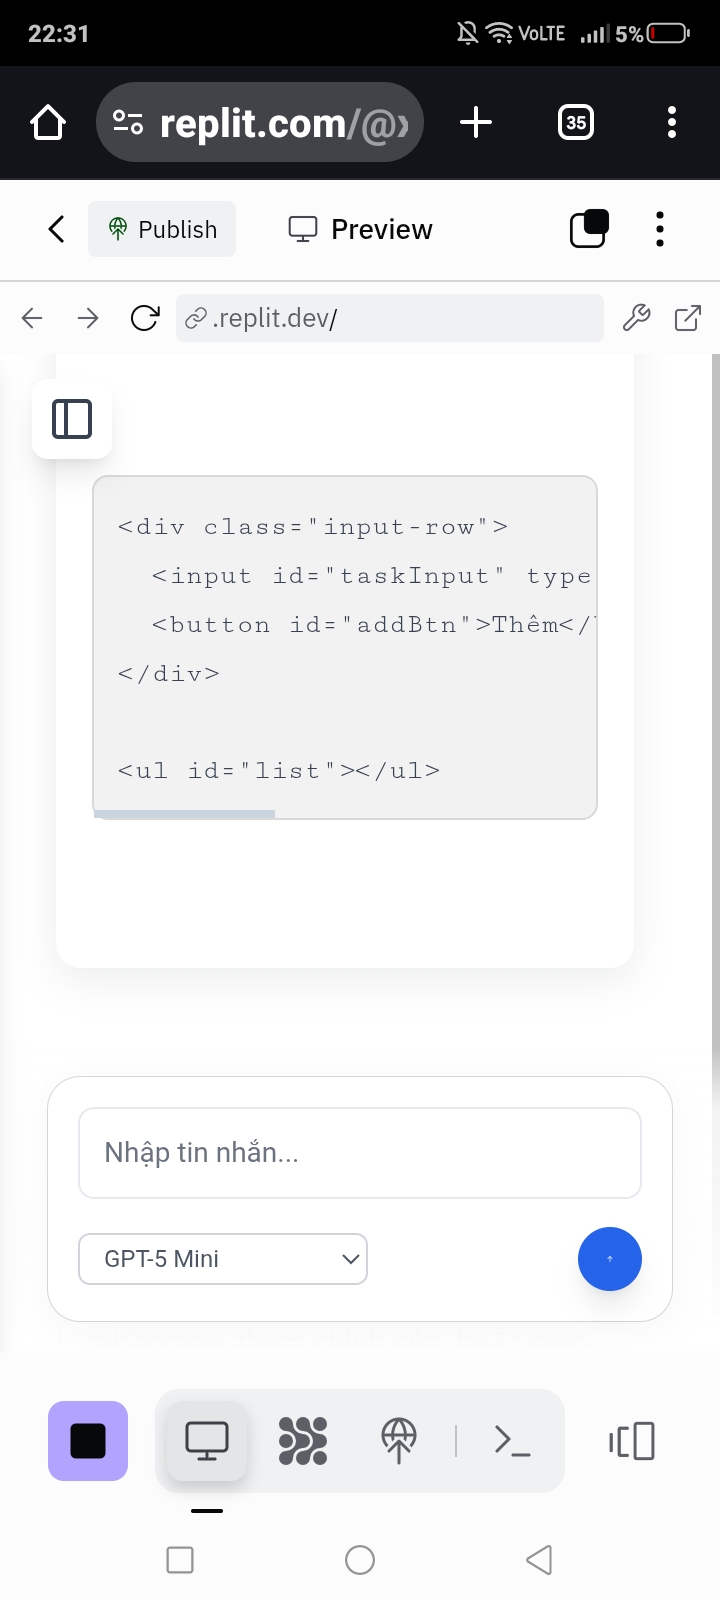 22:31
VoLTE 5%
replit.com/@
35
Publish
Preview
.replit.dev/
<div class="input-row">
<input id="taskInput" type
<button id="addBtn">Thêm</
</div>
<ul id="list"></ul>
Nhập tin nhắn...
GPT-5 Mini